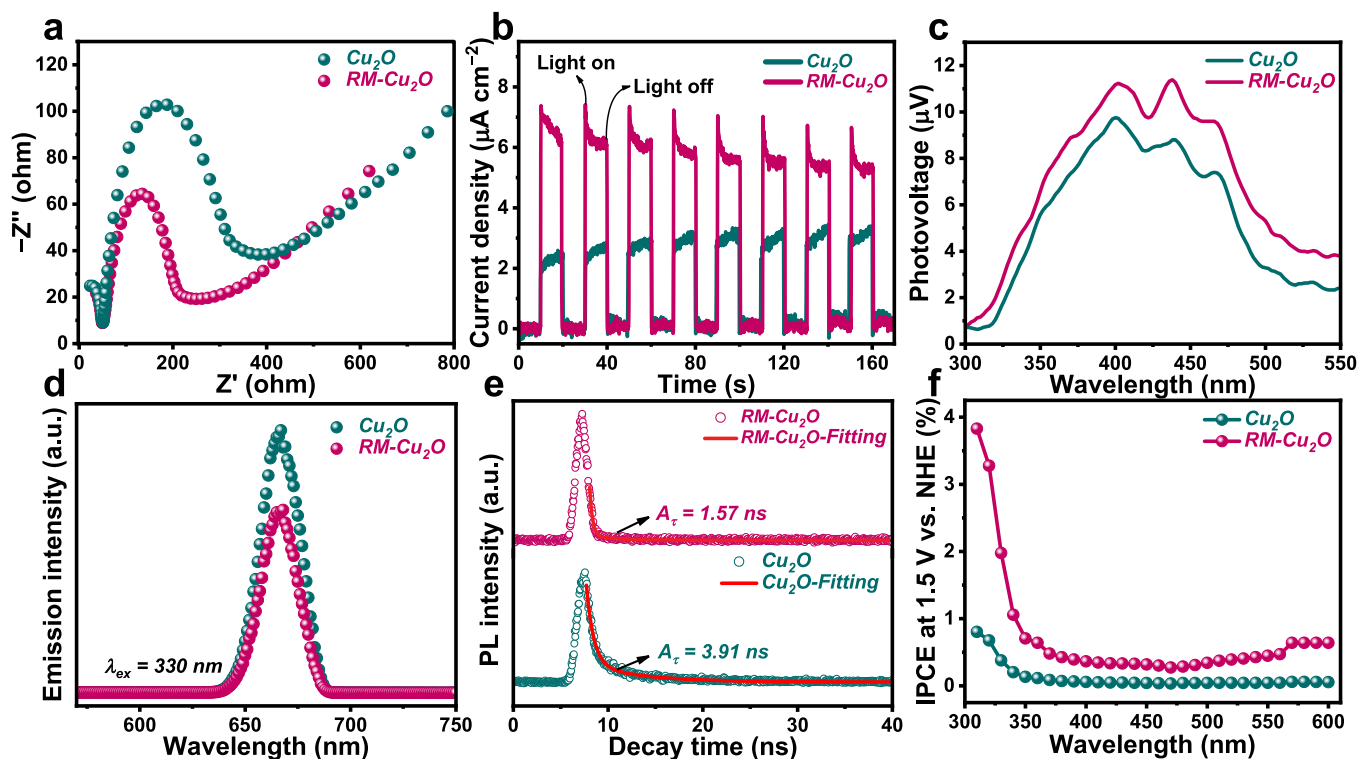 a
120
100
80
60
40
20
0
−Z″ (ohm)
0 200 400 600 800
Z' (ohm)
Cu₂O
RM-Cu₂O
b
8
6
4
2
0
Current density (μA cm⁻²)
0 40 80 120 160
Time (s)
Light on
Light off
Cu₂O
RM-Cu₂O
c
12
10
8
6
4
2
0
Photovoltage (μV)
300 350 400 450 500 550
Wavelength (nm)
Cu₂O
RM-Cu₂O
d
Emission intensity (a.u.)
600 650 700 750
Wavelength (nm)
Cu₂O
RM-Cu₂O
λₑₓ = 330 nm
e
PL intensity (a.u.)
0 10 20 30 40
Decay time (ns)
RM-Cu₂O
RM-Cu₂O-Fitting
A_τ = 1.57 ns
Cu₂O
Cu₂O-Fitting
A_τ = 3.91 ns
f
4
3
2
1
0
IPCE at 1.5 V vs. NHE (%)
300 350 400 450 500 550 600
Wavelength (nm)
Cu₂O
RM-Cu₂O